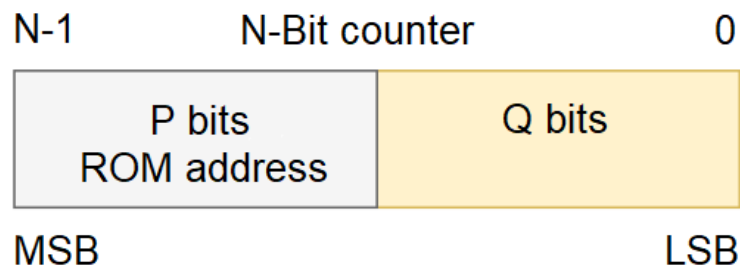 N-1 N-Bit counter 0
P bits
ROM address
Q bits
MSB LSB